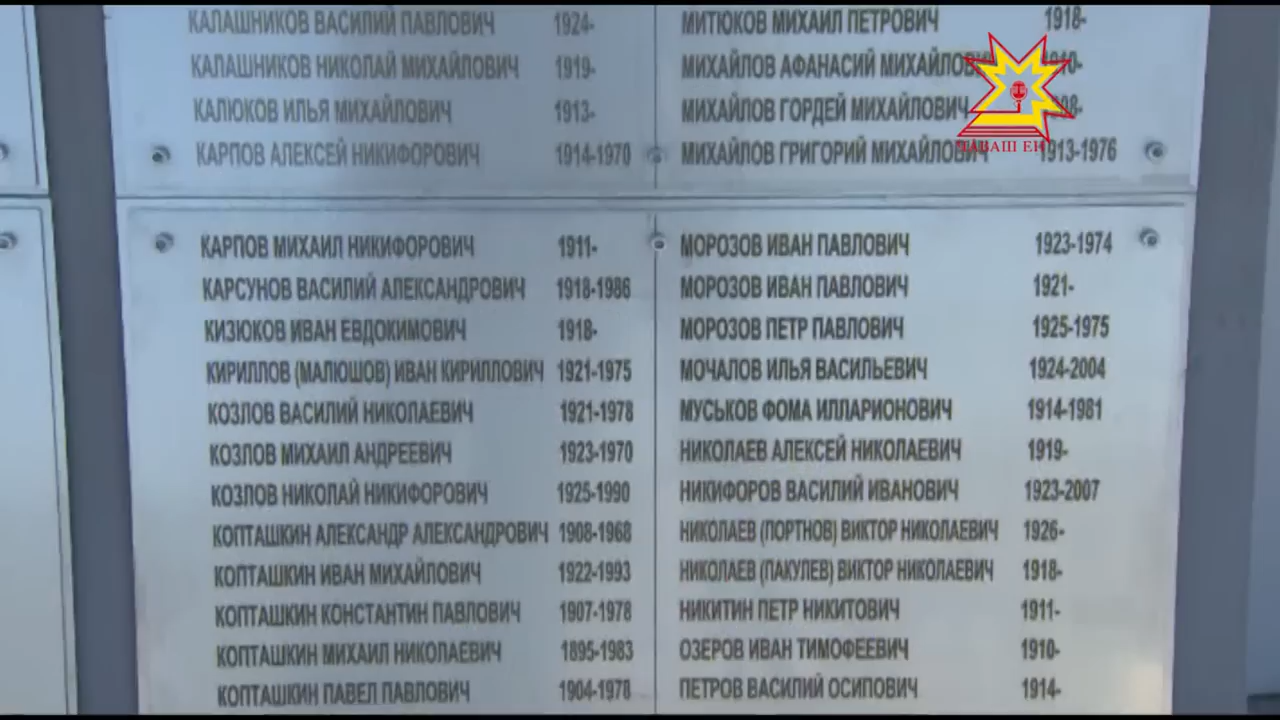 КАЛАШНИКОВ ВАСИЛИЙ ПАВЛОВИЧ 1924-
КАЛАШНИКОВ НИКОЛАЙ МИХАЙЛОВИЧ 1919-
КАЛЮКОВ ИЛЬЯ МИХАЙЛОВИЧ 1913-
КАРПОВ АЛЕКСЕЙ НИКИФОРОВИЧ 1914-1970
КАРПОВ МИХАИЛ НИКИФОРОВИЧ 1911-
КАРСУНОВ ВАСИЛИЙ АЛЕКСАНДРОВИЧ 1918-1986
КИЗЮКОВ ИВАН ЕВДОКИМОВИЧ 1918-
КИРИЛЛОВ (МАЛЮШОВ) ИВАН КИРИЛЛОВИЧ 1921-1975
КОЗЛОВ ВАСИЛИЙ НИКОЛАЕВИЧ 1921-1978
КОЗЛОВ МИХАИЛ АНДРЕЕВИЧ 1923-1970
КОЗЛОВ НИКОЛАЙ НИКИФОРОВИЧ 1925-1990
КОПТАШКИН АЛЕКСАНДР АЛЕКСАНДРОВИЧ 1908-1968
КОПТАШКИН ИВАН МИХАЙЛОВИЧ 1922-1993
КОПТАШКИН КОНСТАНТИН ПАВЛОВИЧ 1907-1978
КОПТАШКИН МИХАИЛ НИКОЛАЕВИЧ 1895-1983
КОПТАШКИН ПАВЕЛ ПАВЛОВИЧ 1904-1978
МИТЮКОВ МИХАИЛ ПЕТРОВИЧ 1918-
МИХАЙЛОВ АФАНАСИЙ
МИХАЙЛОВ ГОРДЕЙ МИХАЙЛОВИЧ
МИХАЙЛОВ ГРИГОРИЙ МИХАЙЛОВИЧ 1913-1976
МОРОЗОВ ИВАН ПАВЛОВИЧ 1923-1974
МОРОЗОВ ИВАН ПАВЛОВИЧ 1921-
МОРОЗОВ ПЕТР ПАВЛОВИЧ 1925-1975
МОЧАЛОВ ИЛЬЯ ВАСИЛЬЕВИЧ 1924-2004
МУСЬКОВ ФОМА ИЛЛАРИОНОВИЧ 1914-1981
НИКОЛАЕВ АЛЕКСЕЙ НИКОЛАЕВИЧ 1919-
НИКИФОРОВ ВАСИЛИЙ ИВАНОВИЧ 1923-2007
НИКОЛАЕВ (ПОРТНОВ) ВИКТОР НИКОЛАЕВИЧ 1926-
НИКОЛАЕВ (ПАКУЛЕВ) ВИКТОР НИКОЛАЕВИЧ 1918-
НИКИТИН ПЕТР НИКИТОВИЧ 1911-
ОЗЕРОВ ИВАН ТИМОФЕЕВИЧ 1910-
ПЕТРОВ ВАСИЛИЙ ОСИПОВИЧ 1914-